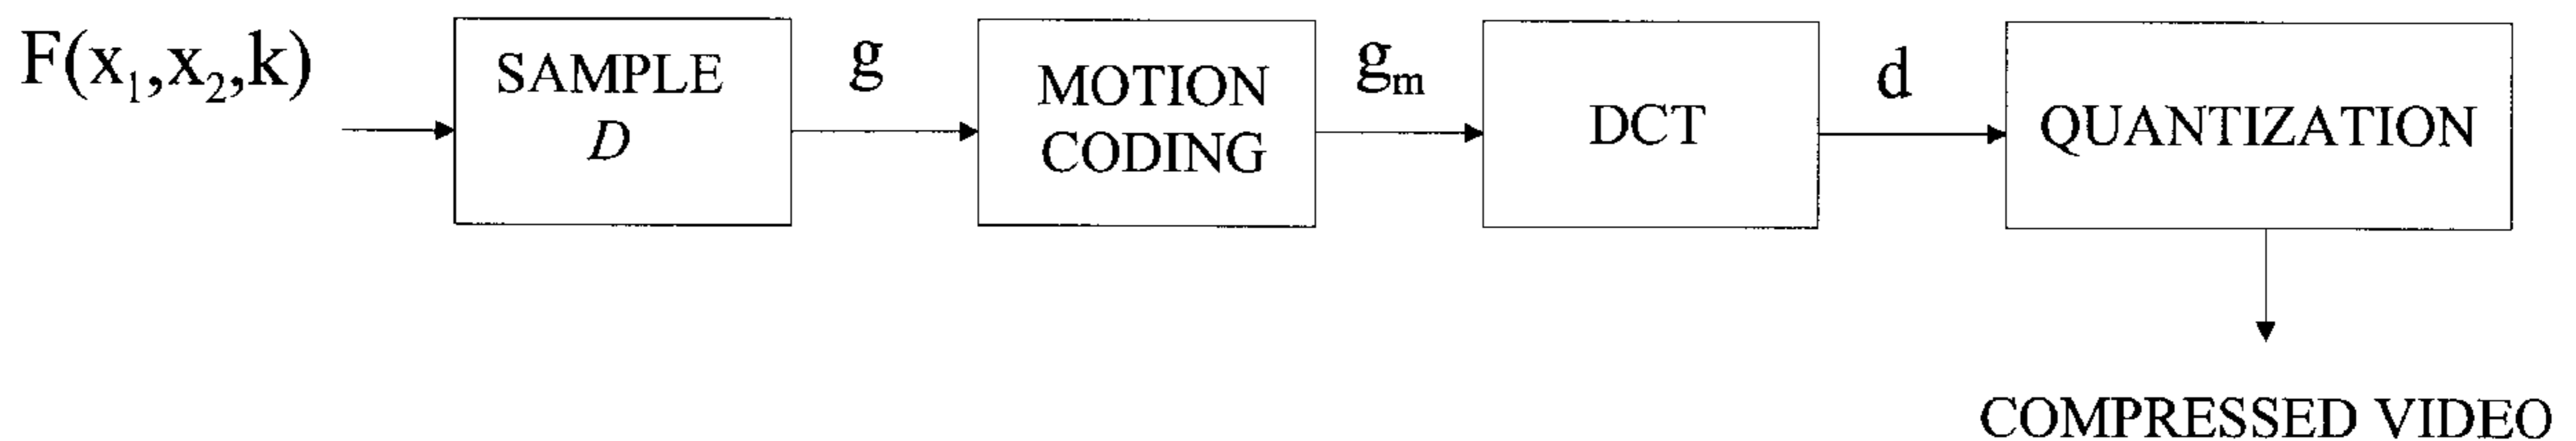 F(x₁,x₂,k)
SAMPLE
D
g
MOTION
CODING
gₘ
DCT
d
QUANTIZATION
COMPRESSED VIDEO